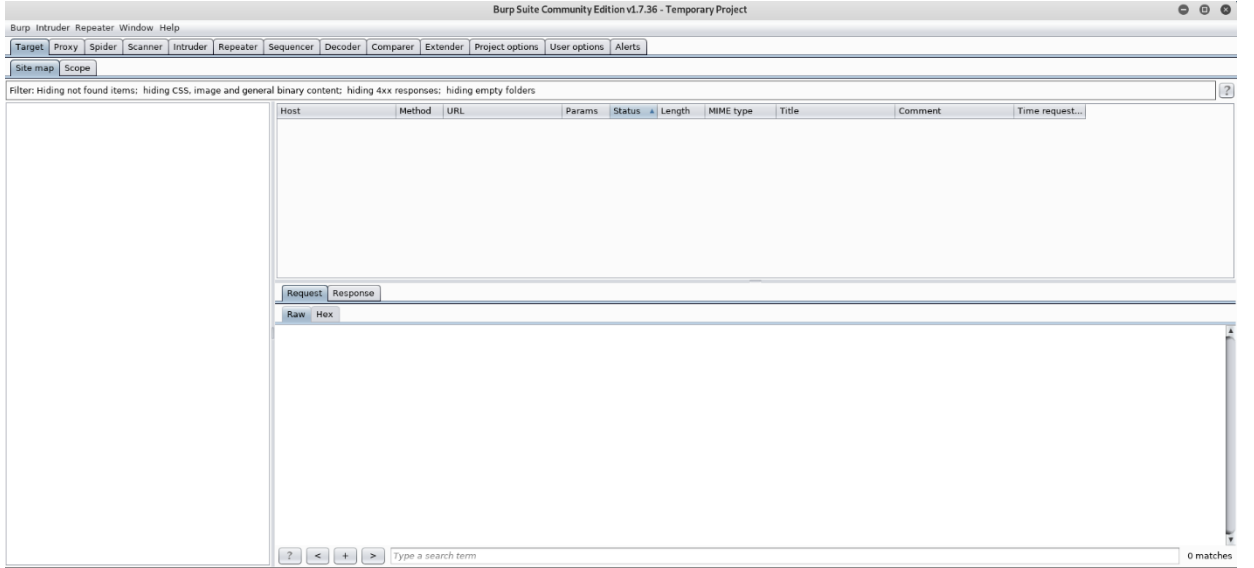 Burp Suite Community Edition v1.7.36 - Temporary Project
Burp Intruder Repeater Window Help
Target Proxy Spider Scanner Intruder Repeater Sequencer Decoder Comparer Extender Project options User options Alerts
Site map Scope
Filter: Hiding not found items; hiding CSS, image and general binary content; hiding 4xx responses; hiding empty folders ?
Host Method URL Params Status Length MIME type Title Comment Time request...
Request Response
Raw Hex
? < + > Type a search term 0 matches